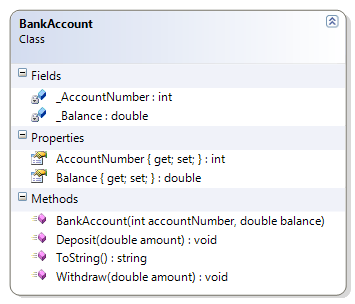 BankAccount
Class
Fields
_AccountNumber : int
_Balance : double
Properties
AccountNumber { get; set; } : int
Balance { get; set; } : double
Methods
BankAccount(int accountNumber, double balance)
Deposit(double amount) : void
ToString() : string
Withdraw(double amount) : void